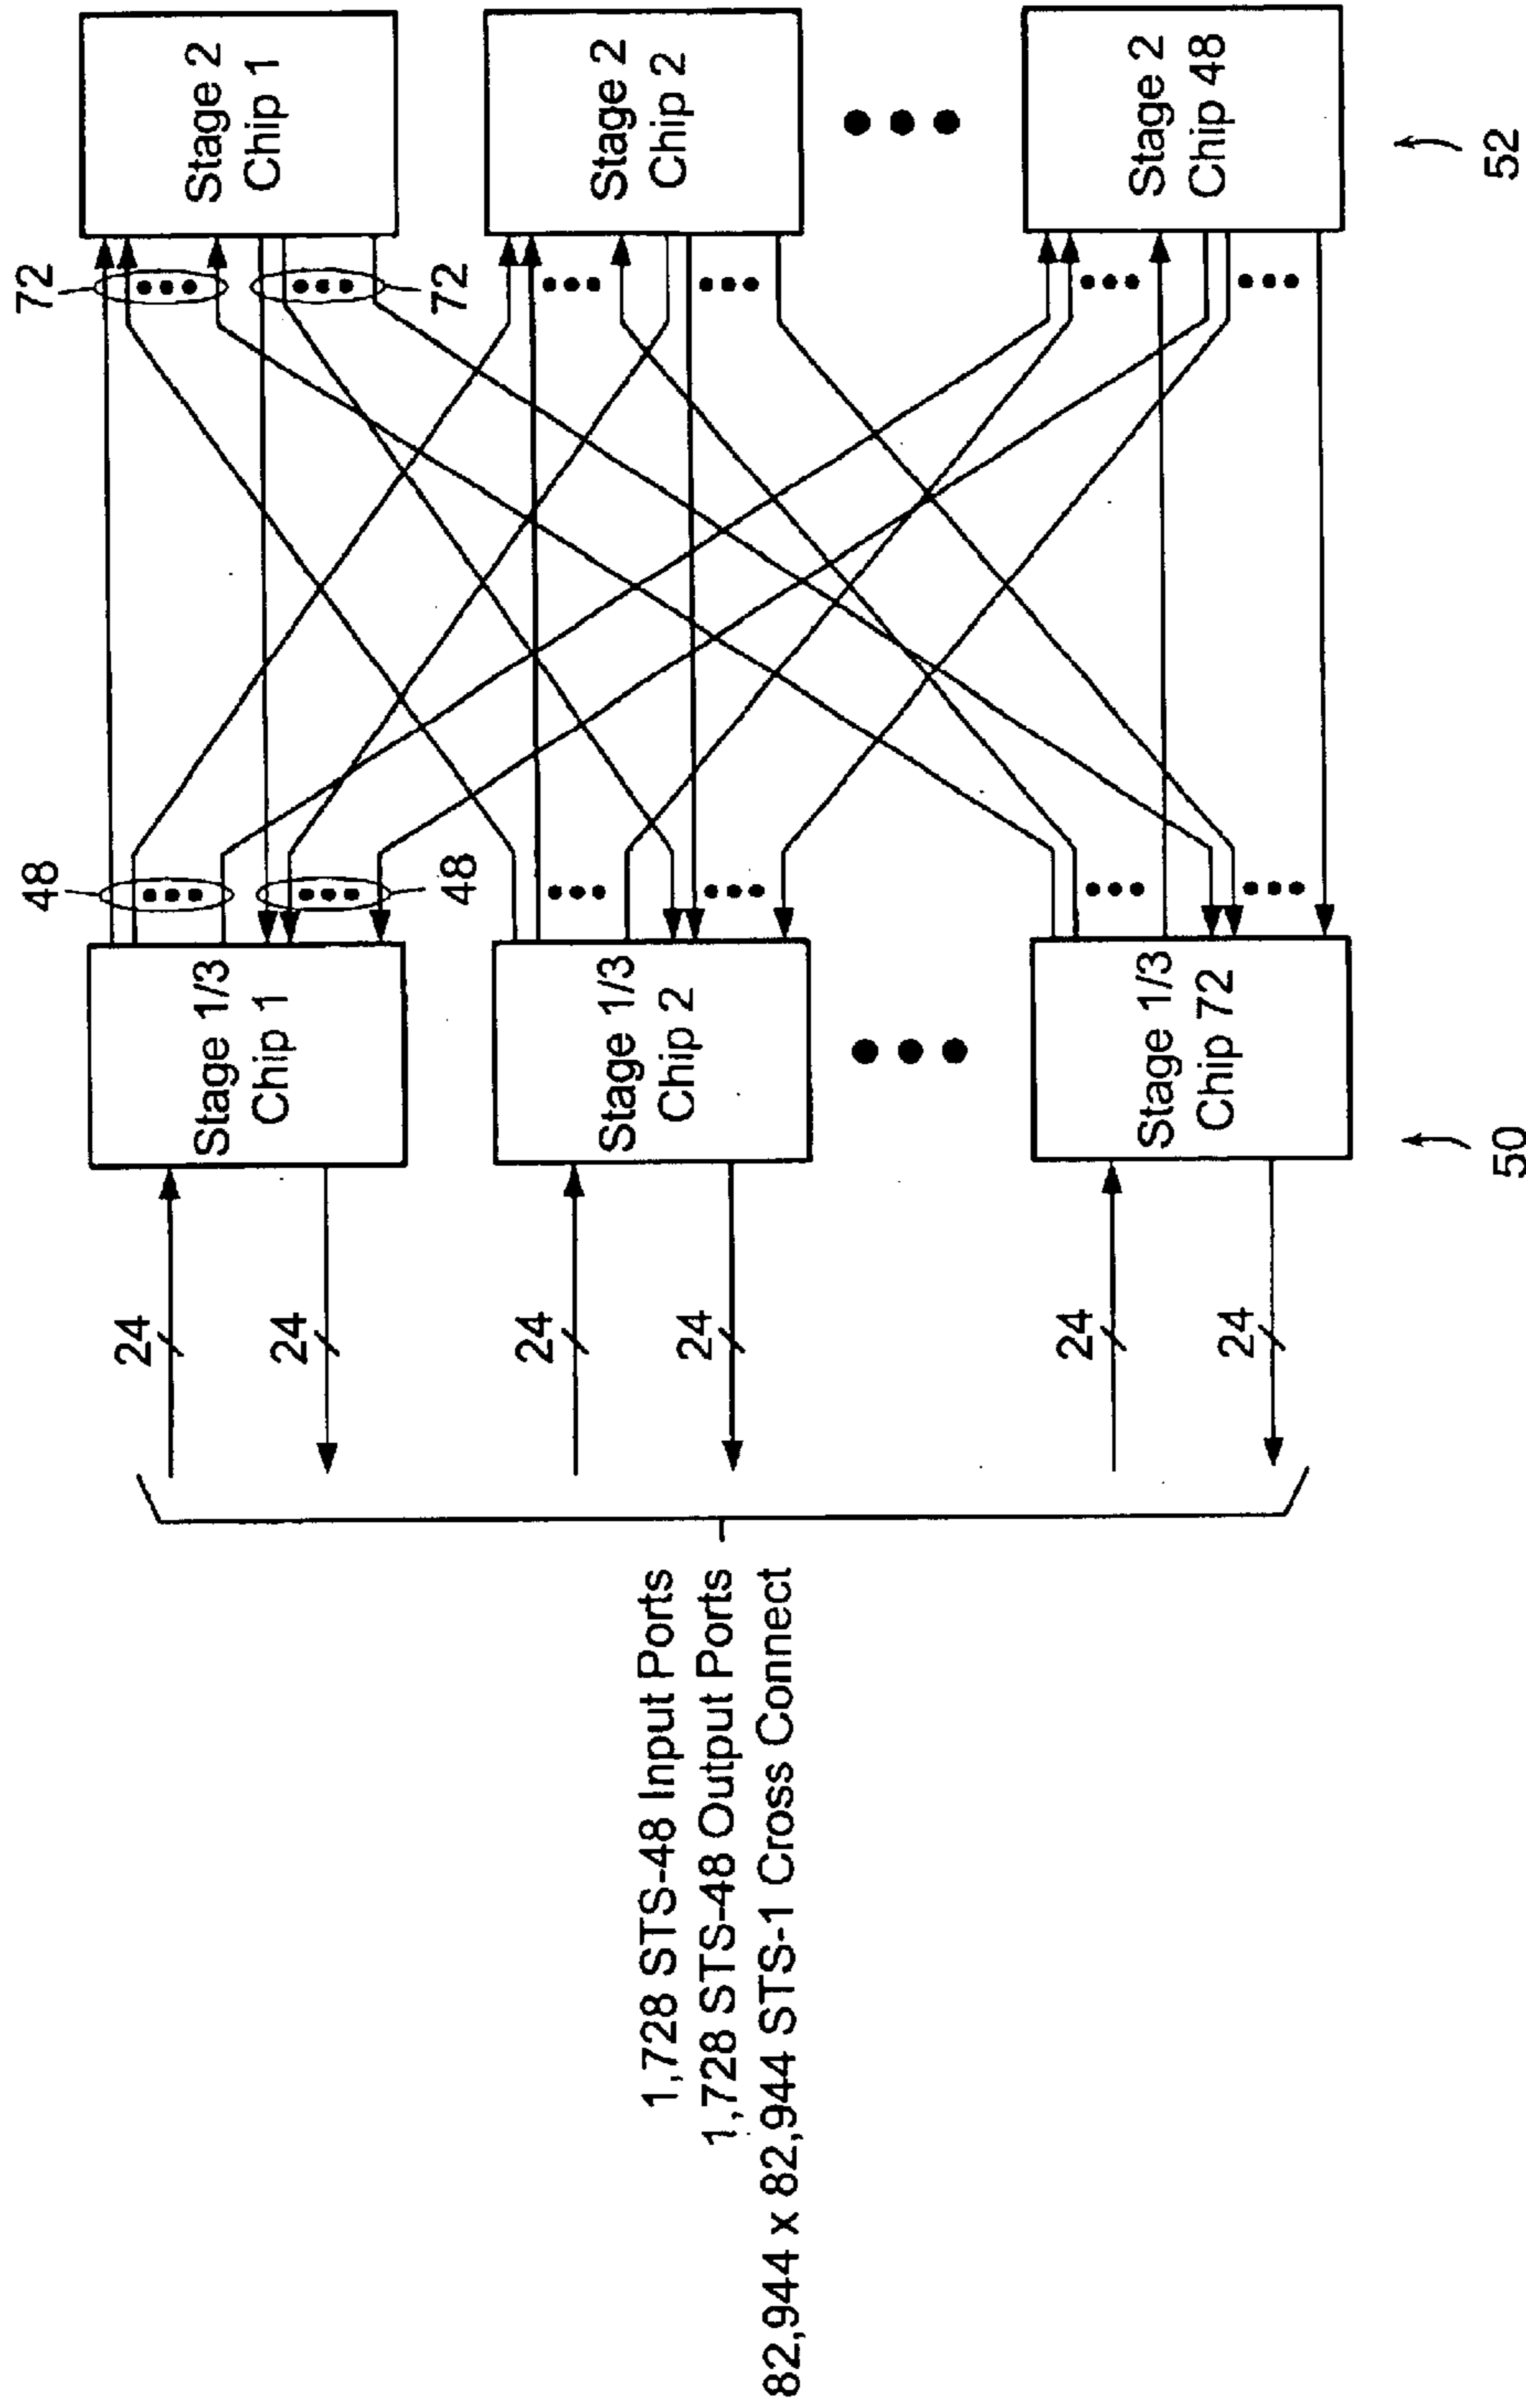 1,728 STS-48 Input Ports
1,728 STS-48 Output Ports
82,944 x 82,944 STS-1 Cross Connect
24
24
24
24
24
24
Stage 1/3
Chip 1
Stage 1/3
Chip 2
Stage 1/3
Chip 72
50
48
48
72
72
Stage 2
Chip 1
Stage 2
Chip 2
Stage 2
Chip 48
52